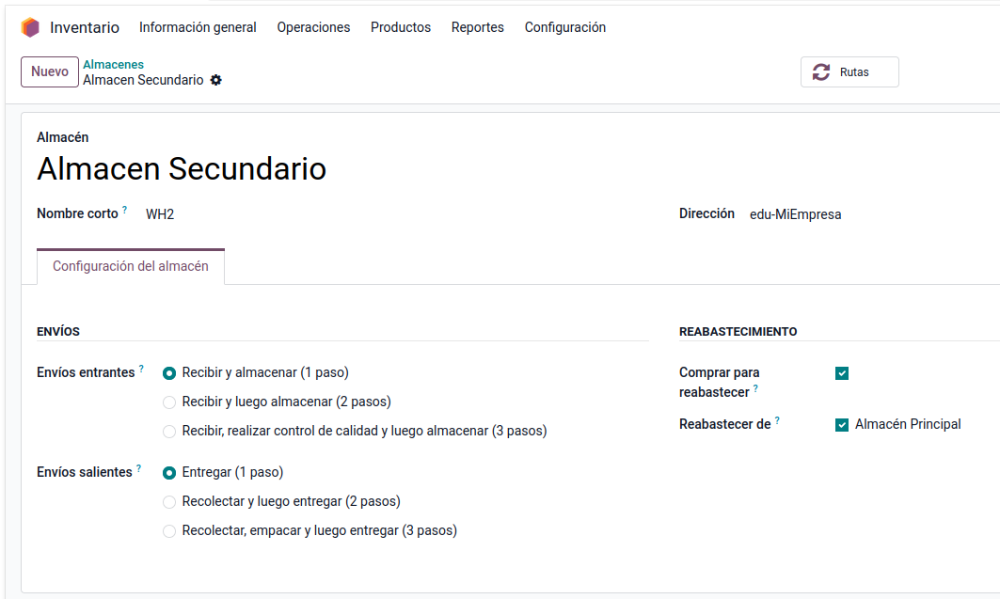 Inventario Información general Operaciones Productos Reportes Configuración
Nuevo
Almacenes
Almacen Secundario
Rutas
Almacén
Almacen Secundario
Nombre corto ? WH2
Dirección edu-MiEmpresa
Configuración del almacén
ENVÍOS
Envíos entrantes ? Recibir y almacenar (1 paso)
Recibir y luego almacenar (2 pasos)
Recibir, realizar control de calidad y luego almacenar (3 pasos)
Envíos salientes ? Entregar (1 paso)
Recolectar y luego entregar (2 pasos)
Recolectar, empacar y luego entregar (3 pasos)
REABASTECIMIENTO
Comprar para
reabastecer ?
Reabastecer de ? Almacén Principal